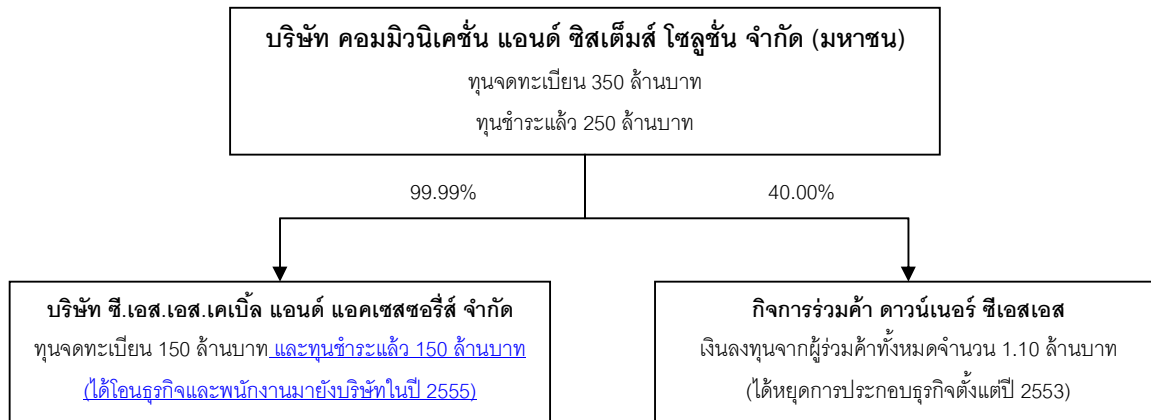 บริษัท คอมมิวนิเคชั่น แอนด์ ซิสเต็มส์ โซลูชั่น จำกัด (มหาชน)
ทุนจดทะเบียน 350 ล้านบาท
ทุนชำระแล้ว 250 ล้านบาท
99.99%
40.00%
บริษัท ซี.เอส.เอส.เคเบิ้ล แอนด์ แอคเซสซอรี่ส์ จำกัด
ทุนจดทะเบียน 150 ล้านบาท และทุนชำระแล้ว 150 ล้านบาท
(ได้โอนธุรกิจและพนักงานมายังบริษัทในปี 2555)
กิจการร่วมค้า ดาวน์เนอร์ ซีเอสเอส
เงินลงทุนจากผู้ร่วมค้าทั้งหมดจำนวน 1.10 ล้านบาท
(ได้หยุดการประกอบธุรกิจตั้งแต่ปี 2553)